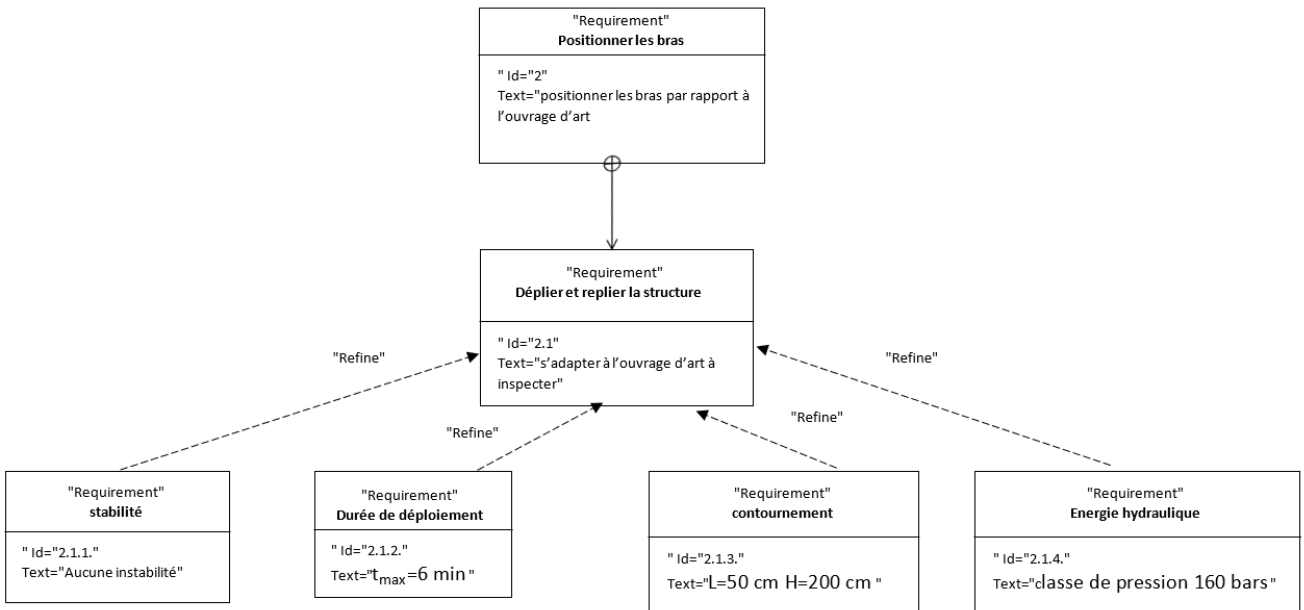 "Requirement"
Positionner les bras
" Id="2"
Text="positionner les bras par rapport à
l'ouvrage d'art
"Requirement"
Déplier et replier la structure
" Id="2.1"
Text="s'adapter à l'ouvrage d'art à
inspecter"
"Refine"
"Refine"
"Refine"
"Refine"
"Requirement"
stabilité
" Id="2.1.1."
Text="Aucune instabilité"
"Requirement"
Durée de déploiement
" Id="2.1.2."
Text="tmax=6 min "
"Requirement"
contournement
" Id="2.1.3."
Text="L=50 cm H=200 cm "
"Requirement"
Energie hydraulique
" Id="2.1.4."
Text="classe de pression 160 bars"